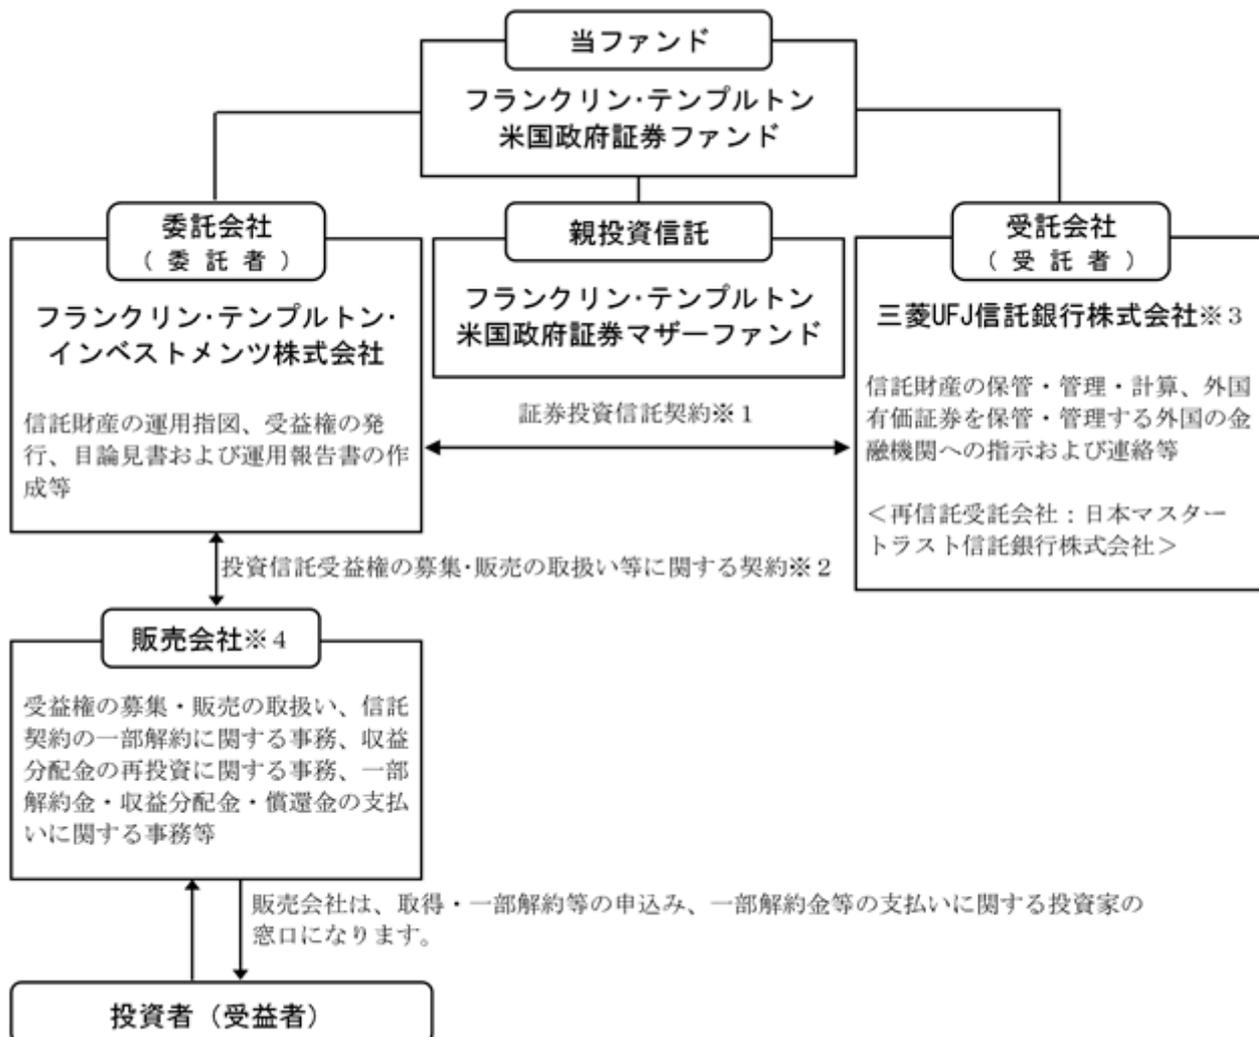 当ファンド
フランクリン・テンプルトン
米国政府証券ファンド
委託会社
(委託者)
フランクリン・テンプルトン・
インベストメンツ株式会社
信託財産の運用指図、受益権の発
行、目論見書および運用報告書の作
成等
親投資信託
フランクリン・テンプルトン
米国政府証券マザーファンド
証券投資信託契約※1
受託会社
(受託者)
三菱UFJ信託銀行株式会社※3
信託財産の保管・管理・計算、外国
有価証券を保管・管理する外国の金
融機関への指示および連絡等
<再信託受託会社:日本マスター
トラスト信託銀行株式会社>
投資信託受益権の募集・販売の取扱い等に関する契約※2
販売会社※4
受益権の募集・販売の取扱い、信託
契約の一部解約に関する事務、収益
分配金の再投資に関する事務、一部
解約金・収益分配金・償還金の支払
いに関する事務等
販売会社は、取得・一部解約等の申込み、一部解約金等の支払いに関する投資家の
窓口になります。
投資者(受益者)